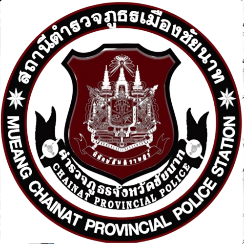 สถานีตำรวจภูธรเมืองชัยนาท
ตำรวจภูธรจังหวัดชัยนาท
CHAINAT PROVINCIAL POLICE
MUEANG CHAINAT PROVINCIAL POLICE STATION